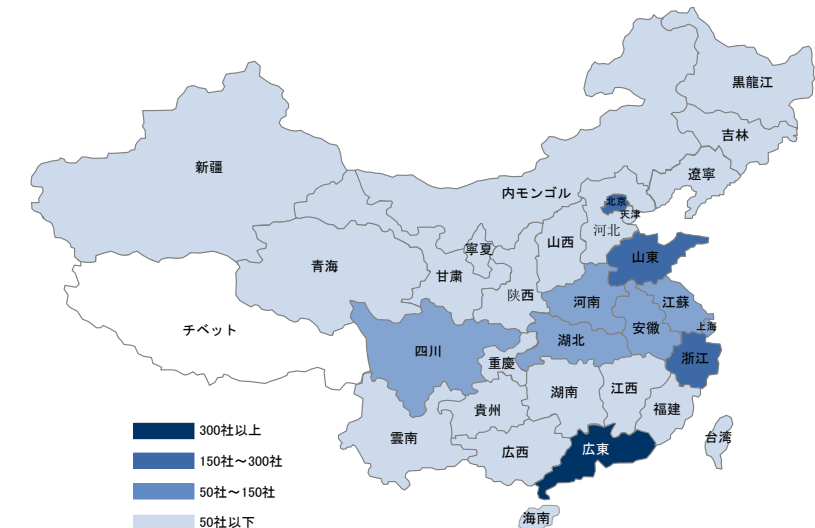 黒龍江
吉林
遼寧
新疆
内モンゴル
北京
天津
河北
山西
寧夏
山東
青海
甘粛
陝西
河南
江蘇
チベット
上海
安徽
湖北
四川
浙江
重慶
湖南
江西
貴州
福建
雲南
台湾
広西
広東
海南
300社以上
150社～300社
50社～150社
50社以下